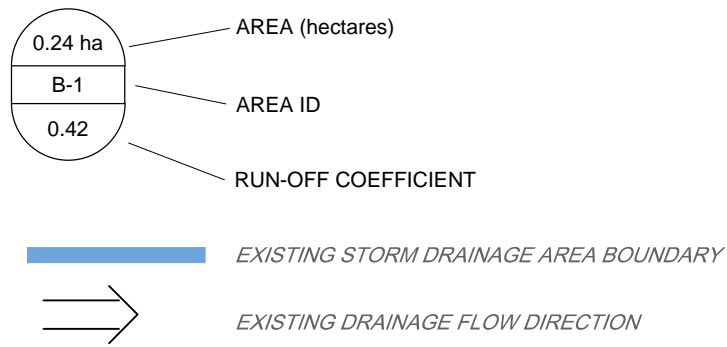 0.24 ha
AREA (hectares)
B-1
AREA ID
0.42
RUN-OFF COEFFICIENT
EXISTING STORM DRAINAGE AREA BOUNDARY
EXISTING DRAINAGE FLOW DIRECTION